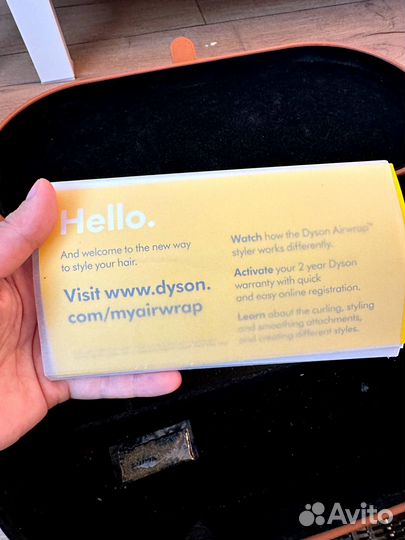 Hello.
And welcome to the new way
to style your hair.
Visit www.dyson.
com/myairwrap
Watch how the Dyson Airwrap™
styler works differently.
Activate your 2 year Dyson
warranty with quick
and easy online registration.
Learn about the curling, styling
and smoothing attachments,
and creating different styles.
Avito